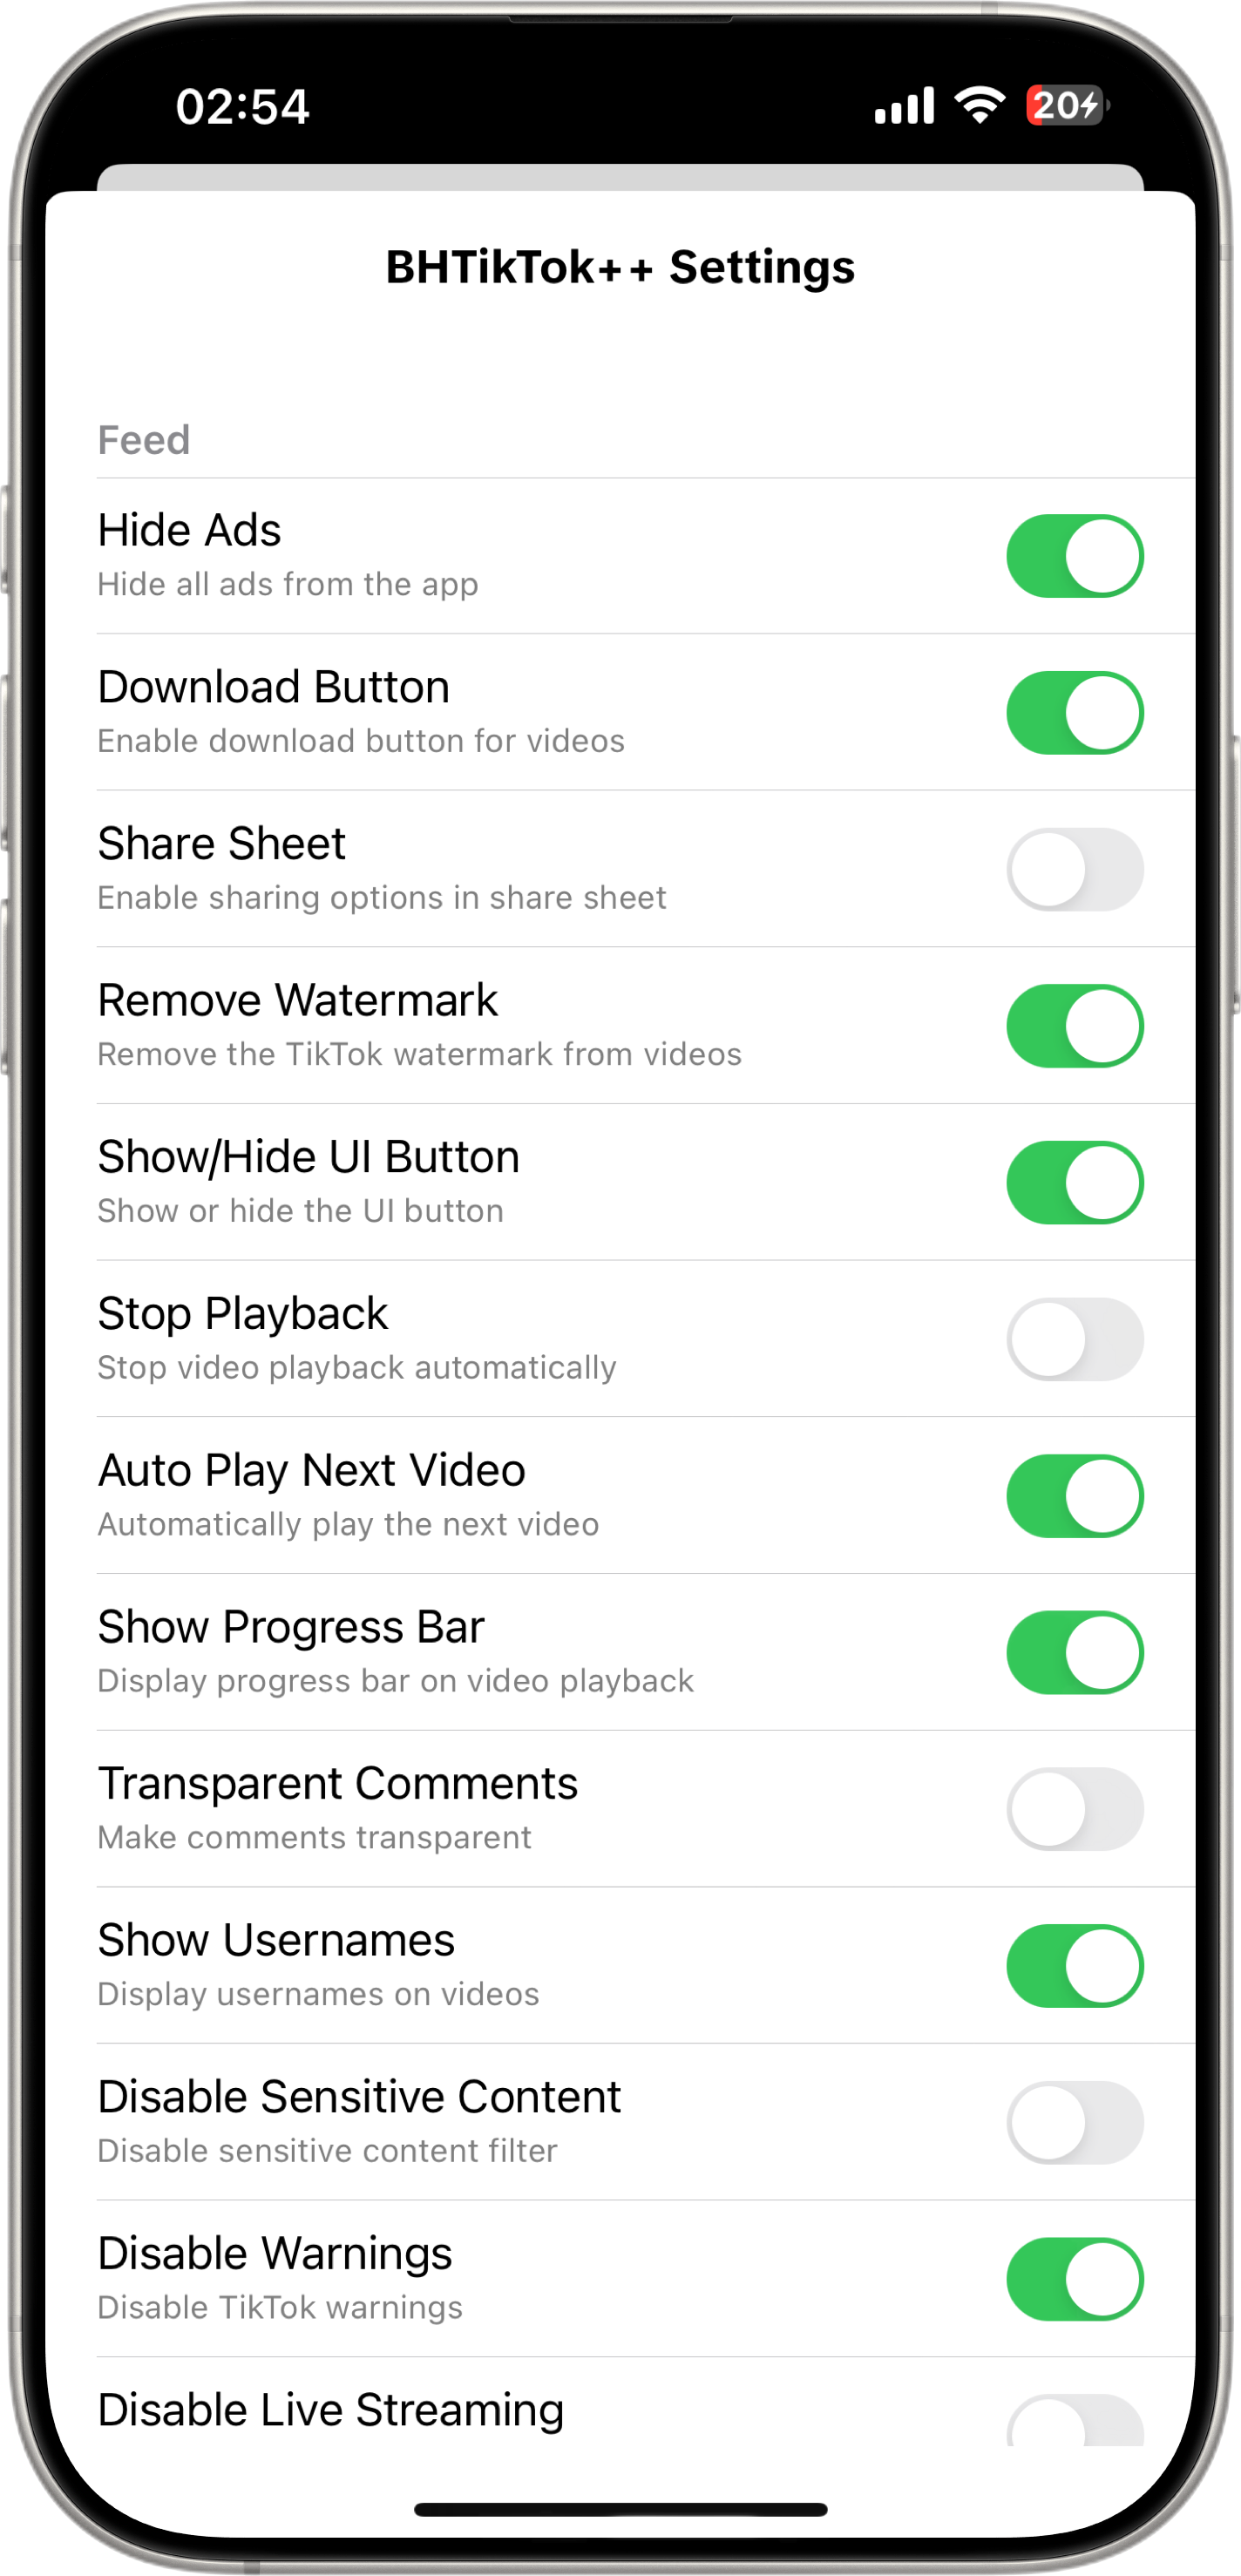 02:54
20
BHTikTok++ Settings
Feed
Hide Ads
Hide all ads from the app
Download Button
Enable download button for videos
Share Sheet
Enable sharing options in share sheet
Remove Watermark
Remove the TikTok watermark from videos
Show/Hide UI Button
Show or hide the UI button
Stop Playback
Stop video playback automatically
Auto Play Next Video
Automatically play the next video
Show Progress Bar
Display progress bar on video playback
Transparent Comments
Make comments transparent
Show Usernames
Display usernames on videos
Disable Sensitive Content
Disable sensitive content filter
Disable Warnings
Disable TikTok warnings
Disable Live Streaming